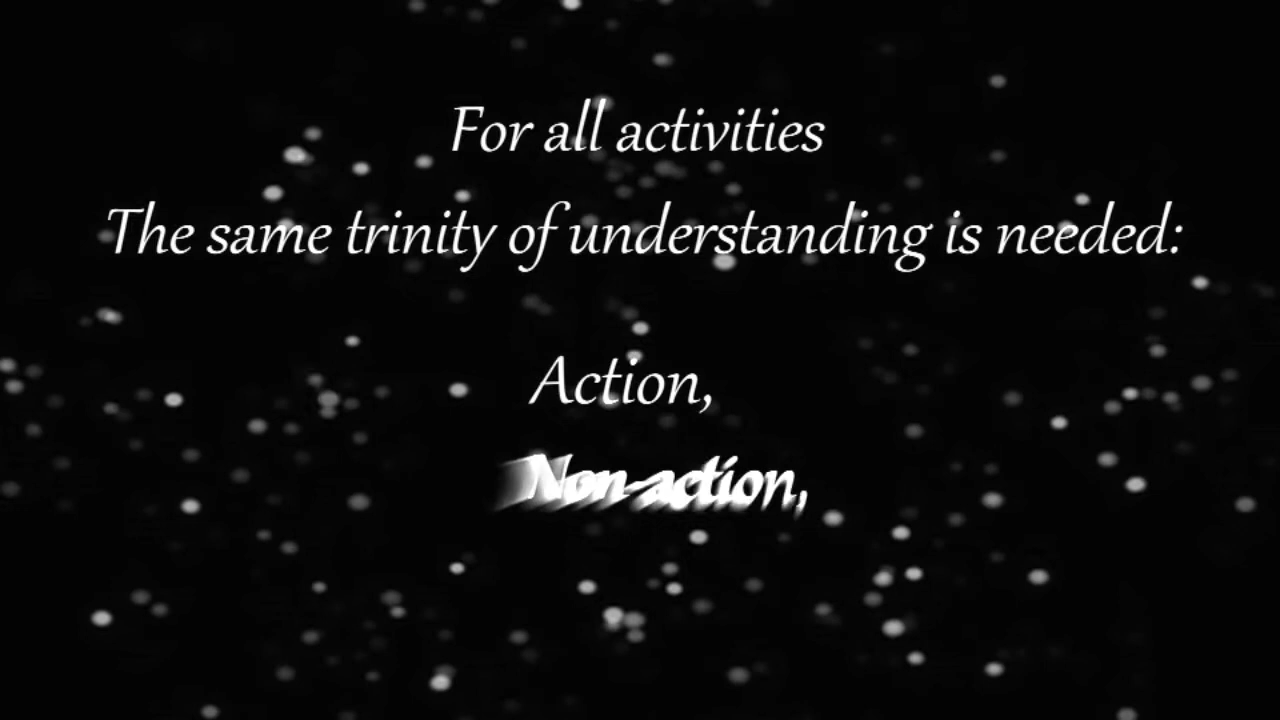 For all activities
The same trinity of understanding is needed:
Action,
Non-action,